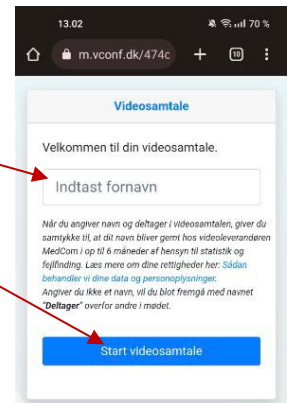 13.02 70 %
m.vconf.dk/474c + 10
Videosamtale
Velkommen til din videosamtale.
Indtast fornavn
Når du angiver navn og deltager i videosamtalen, giver du
samtykke til, at dit navn bliver gemt hos videoleverandøren
MedCom i op til 6 måneder af hensyn til statistik og
fejlfinding. Læs mere om dine rettigheder her: Sådan
behandler vi dine data og personoplysninger.
Angiver du ikke et navn, vil du blot fremgå med navnet
"Deltager" overfor andre i mødet.
Start videosamtale